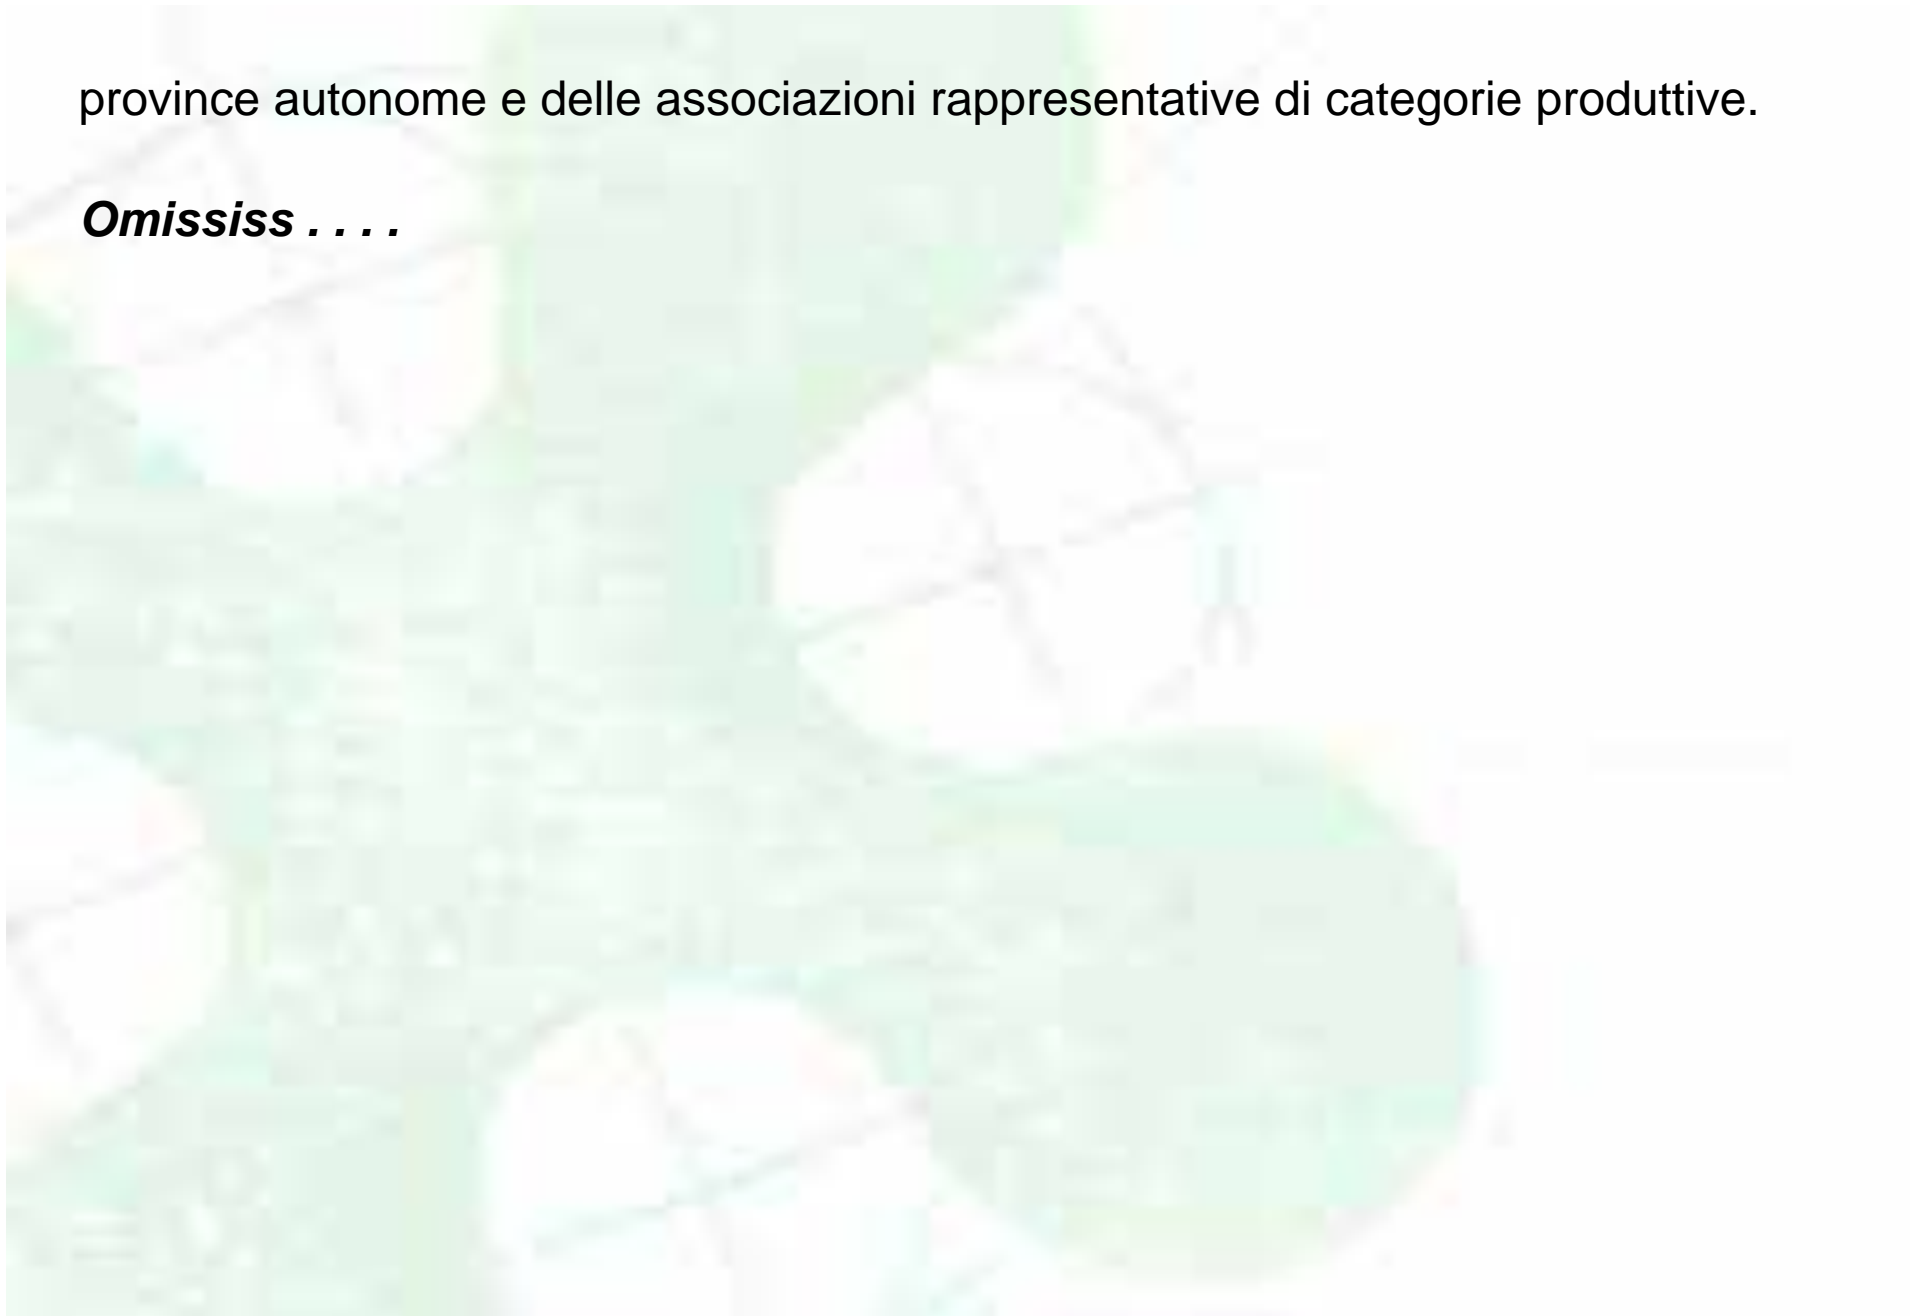 province autonome e delle associazioni rappresentative di categorie produttive.
Omississ . . . .